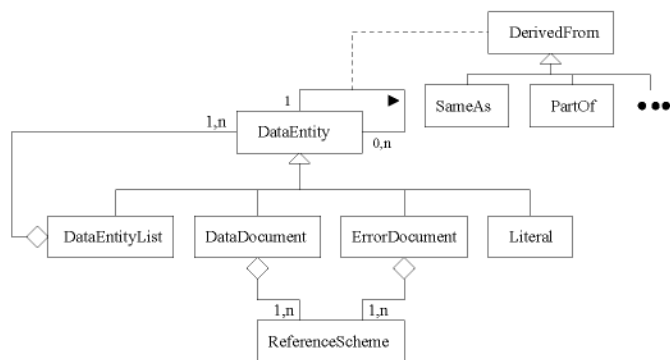 DerivedFrom
SameAs
PartOf
1
1,n
DataEntity
0,n
DataEntityList
DataDocument
ErrorDocument
Literal
1,n
1,n
ReferenceScheme